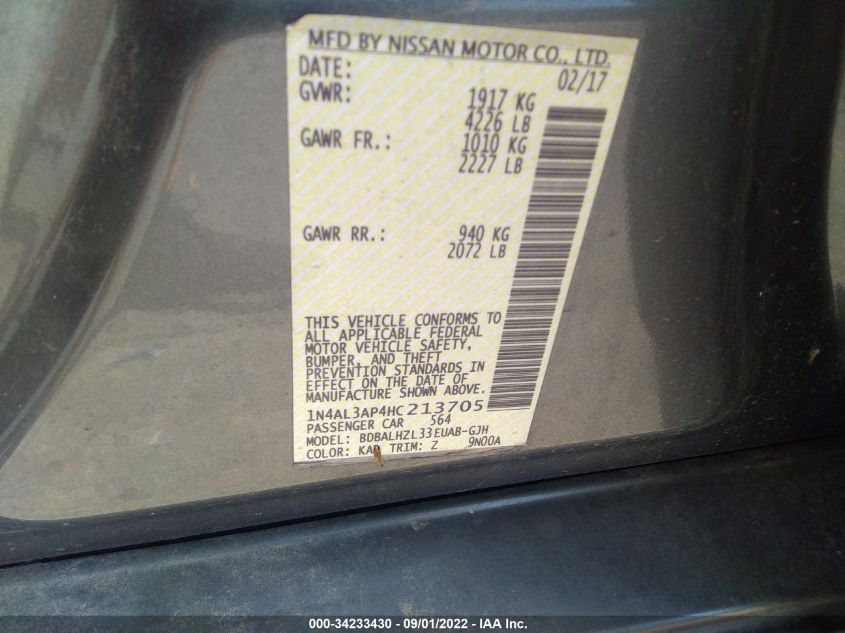 MFD BY NISSAN MOTOR CO., LTD.
DATE: 02/17
GVWR: 1917 KG
4226 LB
GAWR FR.: 1010 KG
2227 LB
GAWR RR.: 940 KG
2072 LB
THIS VEHICLE CONFORMS TO
ALL APPLICABLE FEDERAL
MOTOR VEHICLE SAFETY,
BUMPER, AND THEFT
PREVENTION STANDARDS IN
EFFECT ON THE DATE OF
MANUFACTURE SHOWN ABOVE.
1N4AL3AP4HC213705
PASSENGER CAR 564
MODEL: BDBALHZL33EUAB-GJH
COLOR: KAD TRIM: Z 9N00A
000-34233430 - 09/01/2022 - IAA Inc.